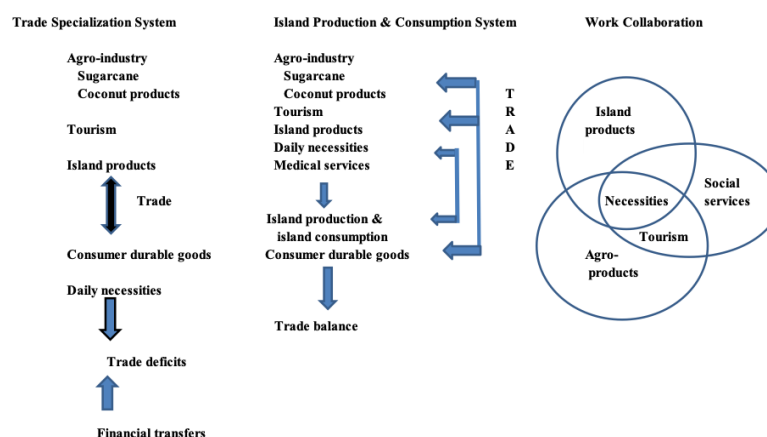 Trade Specialization System
Agro-industry
Sugarcane
Coconut products
Tourism
Island products
Trade
Consumer durable goods
Daily necessities
Trade deficits
Financial transfers
Island Production & Consumption System
Agro-industry
Sugarcane
Coconut products
Tourism
Island products
Daily necessities
Medical services
Island production &
island consumption
Consumer durable goods
Trade balance
T
R
A
D
E
Work Collaboration
Island
products
Social
services
Necessities
Tourism
Agro-
products